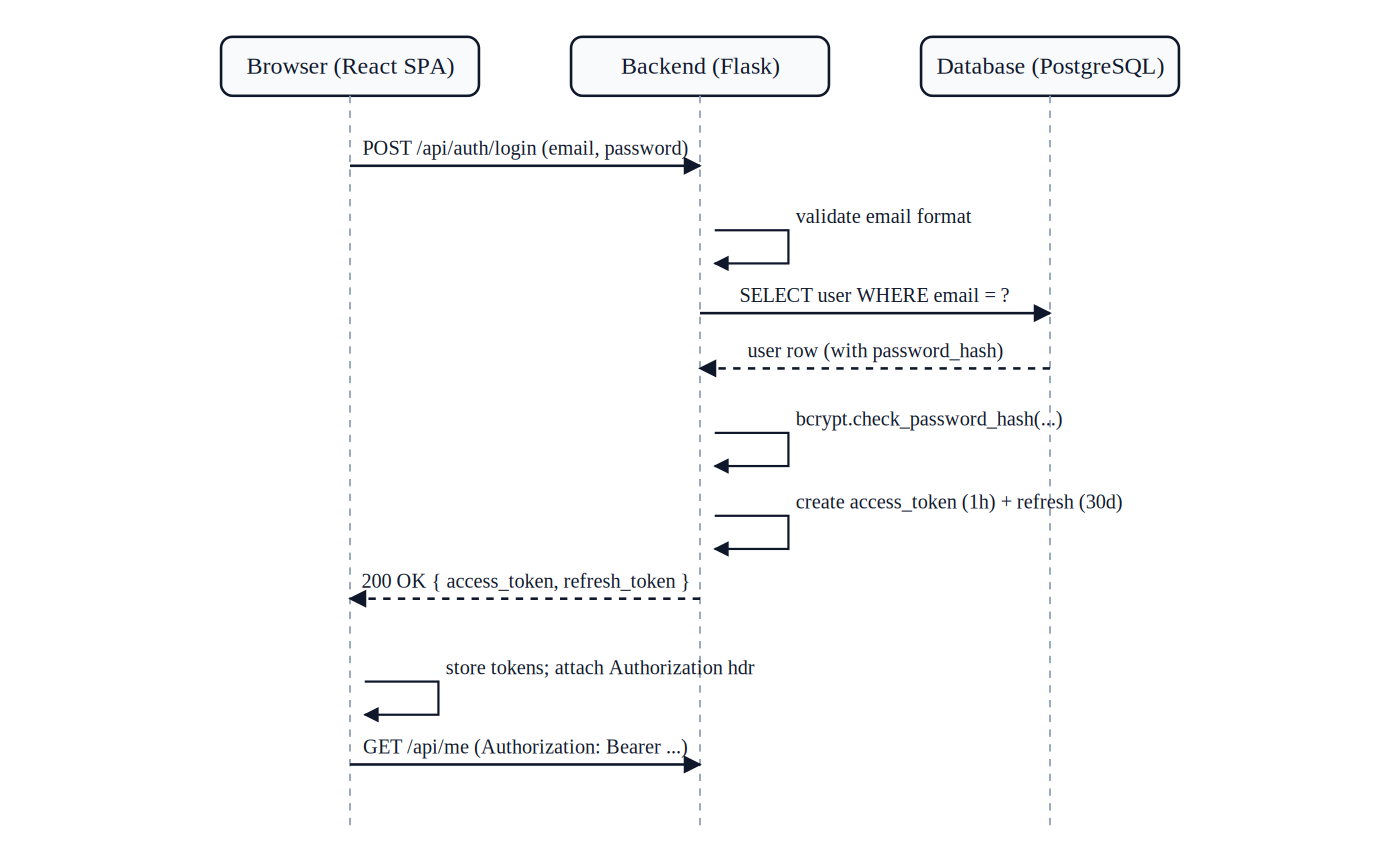 Browser (React SPA)
Backend (Flask)
Database (PostgreSQL)
POST /api/auth/login (email, password)
validate email format
SELECT user WHERE email = ?
user row (with password_hash)
bcrypt.check_password_hash(...)
create access_token (1h) + refresh (30d)
200 OK { access_token, refresh_token }
store tokens; attach Authorization hdr
GET /api/me (Authorization: Bearer ...)